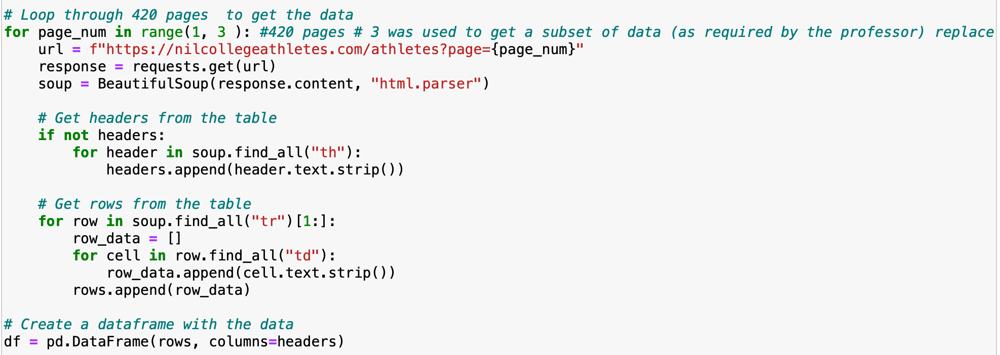 # Loop through 420 pages  to get the data
for page_num in range(1, 3 ): #420 pages # 3 was used to get a subset of data (as required by the professor) replace
    url = f"https://nilcollegeathletes.com/athletes?page={page_num}"
    response = requests.get(url)
    soup = BeautifulSoup(response.content, "html.parser")

    # Get headers from the table
    if not headers:
        for header in soup.find_all("th"):
            headers.append(header.text.strip())

    # Get rows from the table
    for row in soup.find_all("tr")[1:]:
        row_data = []
        for cell in row.find_all("td"):
            row_data.append(cell.text.strip())
        rows.append(row_data)

# Create a dataframe with the data
df = pd.DataFrame(rows, columns=headers)